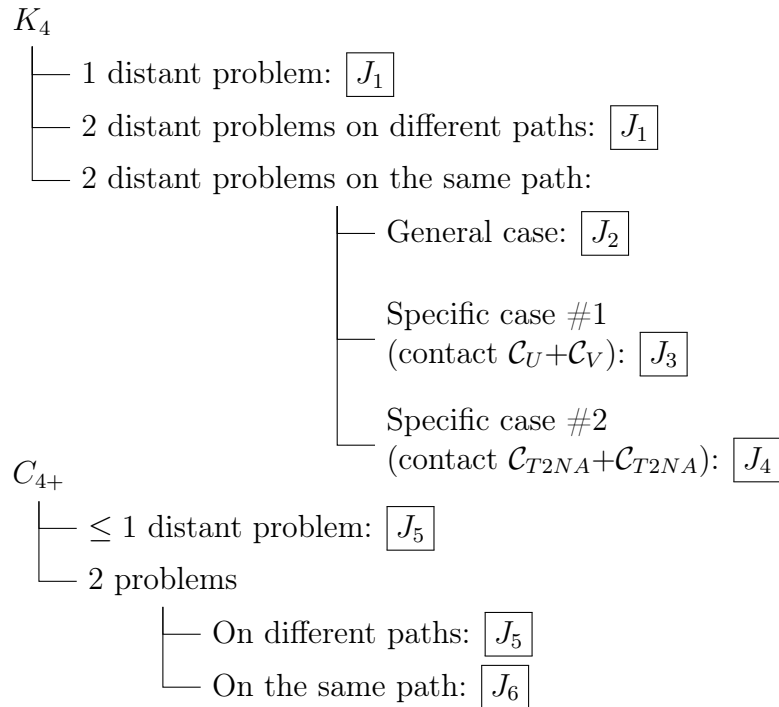 K_4
1 distant problem: J_1
2 distant problems on different paths: J_1
2 distant problems on the same path:
General case: J_2
Specific case #1
(contact 𝒞_U+𝒞_V): J_3
Specific case #2
(contact 𝒞_{T2NA}+𝒞_{T2NA}): J_4
C_{4+}
≤ 1 distant problem: J_5
2 problems
On different paths: J_5
On the same path: J_6